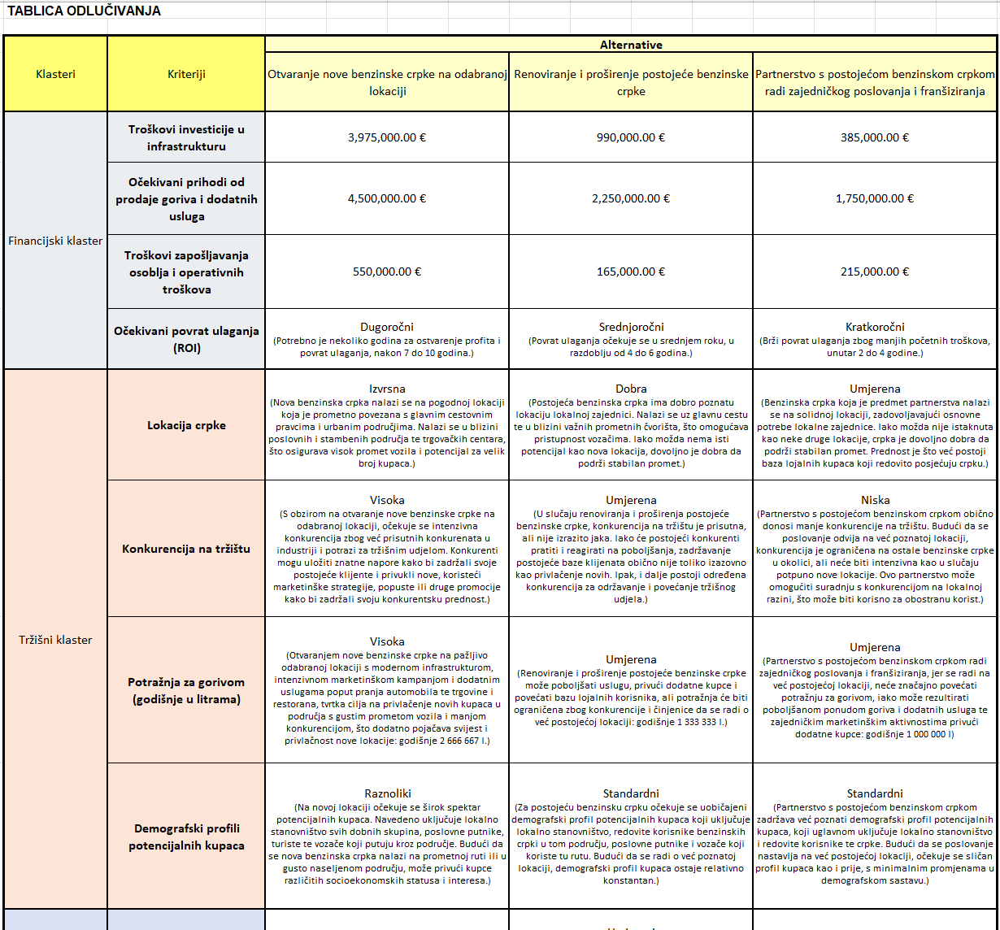 TABLICA ODLUČIVANJA
Klasteri
Kriteriji
Alternative
Otvaranje nove benzinske crpke na odabranoj
lokaciji
Renoviranje i proširenje postojeće benzinske
crpke
Partnerstvo s postojećom benzinskom crpkom
radi zajedničkog poslovanja i franšiziranja
Financijski klaster
Troškovi investicije u
infrastrukturu
3,975,000.00 €
990,000.00 €
385,000.00 €
Očekivani prihodi od
prodaje goriva i dodatnih
usluga
4,500,000.00 €
2,250,000.00 €
1,750,000.00 €
Troškovi zapošljavanja
osoblja i operativnih
troškova
550,000.00 €
165,000.00 €
215,000.00 €
Očekivani povrat ulaganja
(ROI)
Dugoročni
(Potrebno je nekoliko godina za ostvarenje profita i
povrat ulaganja, nakon 7 do 10 godina.)
Srednjoročni
(Povrat ulaganja očekuje se u srednjem roku, u
razdoblju od 4 do 6 godina.)
Kratkoročni
(Brži povrat ulaganja zbog manjih početnih troškova,
unutar 2 do 4 godine.)
Tržišni klaster
Lokacija crpke
Izvrsna
(Nova benzinska crpka nalazi se na pogodnoj lokaciji
koja je prometno povezana s glavnim cestovnim
pravcima i urbanim područjima. Nalazi se u blizini
poslovnih i stambenih područja te trgovačkih centara,
što osigurava visok promet vozila i potencijal za velik
broj kupaca.)
Dobra
(Postojeća benzinska crpka ima dobro poznatu
lokaciju lokalnoj zajednici. Nalazi se uz glavnu cestu
te u blizini važnih prometnih čvorišta, što omogućava
pristupnost vozačima. Iako možda nema isti
potencijal kao nova lokacija, dovoljno je dobra da
podrži stabilan promet.)
Umjerena
(Benzinska crpka koja je predmet partnerstva nalazi
se na solidnoj lokaciji, zadovoljavajući osnovne
potrebe lokalne zajednice. Iako možda nije istaknuta
kao neke druge lokacije, crpka je dovoljno dobra da
podrži stabilan promet. Prednost je što već postoji
baza lojalnih kupaca koji redovito posjećuju crpku.)
Konkurencija na tržištu
Visoka
(S obzirom na otvaranje nove benzinske crpke na
odabranoj lokaciji, očekuje se intenzivna
konkurencija zbog već prisutnih konkurenata u
industriji i potrazi za tržišnim udjelom. Konkurenti
mogu uložiti znatne napore kako bi zadržali svoje
postojeće klijente i privukli nove, koristeći
marketinške strategije, popuste ili druge promocije
kako bi zadržali svoju konkurentsku prednost.)
Umjerena
(U slučaju renoviranja i proširenja postojeće
benzinske crpke, konkurencija na tržištu je prisutna,
ali nije izrazito jaka. Iako će postojeći konkurenti
pratiti i reagirati na poboljšanja, zadržavanje
postojeće baze klijenata obično nije toliko izazovno
kao privlačenje novih. Ipak, i dalje postoji određena
konkurencija za održavanje i povećanje tržišnog
udjela.)
Niska
(Partnerstvo s postojećom benzinskom crpkom obično
donosi manje konkurencije na tržištu. Budući da se
poslovanje odvija na već poznatoj lokaciji,
konkurencija je ograničena na ostale benzinske crpke
u okolici, ali neće biti intenzivna kao u slučaju
potpuno nove lokacije. Ovo partnerstvo može
omogućiti suradnju s konkurencijom na lokalnoj
razini, što može biti korisno za obostranu korist.)
Potražnja za gorivom
(godišnje u litrama)
Visoka
(Otvaranjem nove benzinske crpke na pažljivo
odabranoj lokaciji s modernom infrastrukturom,
intenzivnom marketinškom kampanjom i dodatnim
uslugama poput pranja automobila te trgovine i
restorana, tvrtka cilja na privlačenje novih kupaca u
područja s gustim prometom vozila i manjom
konkurencijom, što dodatno pojačava svijest i
privlačnost nove lokacije: godišnje 2 666 667 l.)
Umjerena
(Renoviranje i proširenje postojeće benzinske crpke
može poboljšati uslugu, privući dodatne kupce i
povećati bazu lojalnih korisnika, ali potražnja će biti
ograničena zbog konkurencije i činjenice da se radi o
već postojećoj lokaciji: godišnje 1 333 333 l.)
Umjerena
(Partnerstvo s postojećom benzinskom crpkom radi
zajedničkog poslovanja i franšiziranja, jer se radi na
već postojećoj lokaciji, neće značajno povećati
potražnju za gorivom, iako može rezultirati
poboljšanom ponudom goriva i dodatnih usluga te
zajedničkim marketinškim aktivnostima privući
dodatne kupce: godišnje 1 000 000 l)
Demografski profili
potencijalnih kupaca
Raznoliki
(Na novoj lokaciji očekuje se širok spektar
potencijalnih kupaca. Navedeno uključuje lokalno
stanovništvo svih dobnih skupina, poslovne putnike,
turiste te vozače koji putuju kroz područje. Budući da
se nova benzinska crpka nalazi na prometnoj ruti ili u
gusto naseljenom području, može privući kupce
različitih socioekonomskih statusa i interesa.)
Standardni
(Za postojeću benzinsku crpku očekuje se uobičajeni
demografski profil potencijalnih kupaca koji uključuje
lokalno stanovništvo, redovite korisnike benzinskih
crpki u tom području, poslovne putnike i vozače koji
koriste tu rutu. Budući da se radi o već poznatoj
lokaciji, demografski profil kupaca ostaje relativno
konstantan.)
Standardni
(Partnerstvo s postojećom benzinskom crpkom
zadržava već poznati demografski profil potencijalnih
kupaca, koji uglavnom uključuje lokalno stanovništvo
i redovite korisnike te crpke. Budući da se poslovanje
nastavlja na već postojećoj lokaciji, očekuje se sličan
profil kupaca kao i prije, s minimalnim promjenama u
demografskom sastavu.)